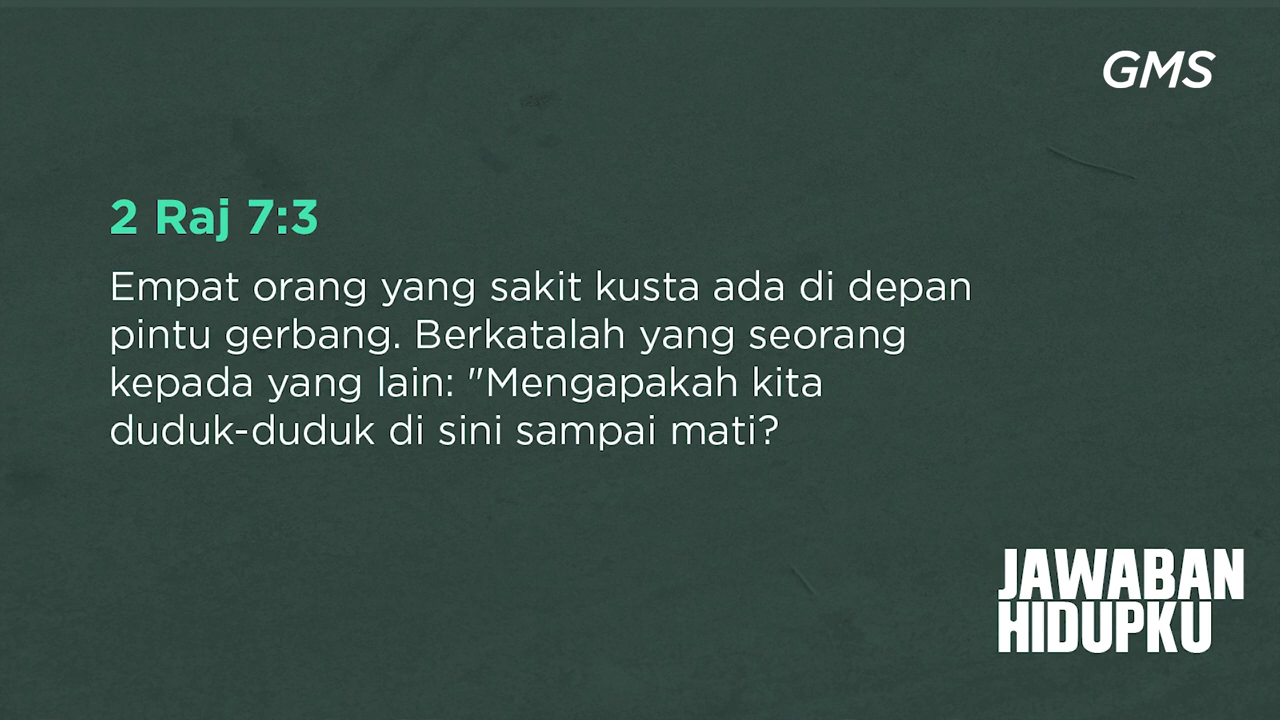 GMS
2 Raj 7:3
Empat orang yang sakit kusta ada di depan
pintu gerbang. Berkatalah yang seorang
kepada yang lain: "Mengapakah kita
duduk-duduk di sini sampai mati?
JAWABAN
HIDUPKU